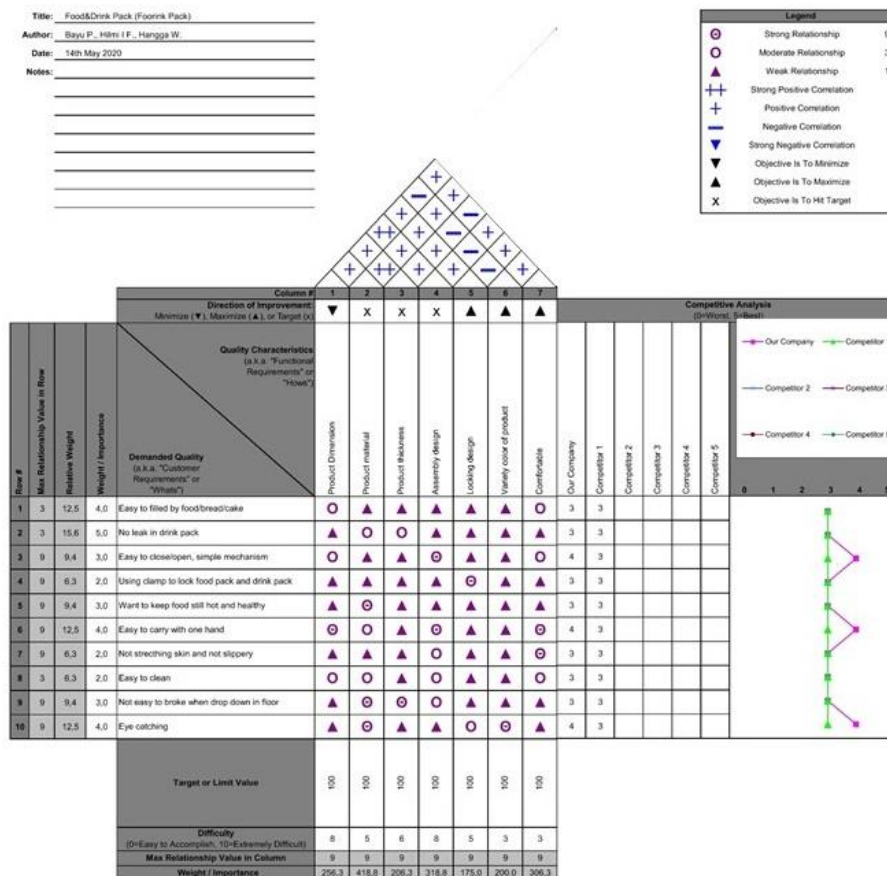 Title: Food&Drink Pack (Foorink Pack)
Author: Bayu P., Hilmi I F., Hangga W.
Date: 14th May 2020
Notes:
Legend
Strong Relationship 9
Moderate Relationship 3
Weak Relationship 1
Strong Positive Correlation
Positive Correlation
Negative Correlation
Strong Negative Correlation
Objective Is To Minimize
Objective Is To Maximize
X Objective Is To Hit Target
Column # 1 2 3 4 5 6 7
Direction of Improvement:
Minimize (▼), Maximize (▲), or Target (x)
▼ x x x ▲ ▲ ▲
Competitive Analysis
(0=Worst, 5=Best)
Our Company Competitor
Competitor 2 Competitor
Competitor 4 Competitor
Quality Characteristics
(a.k.a. "Functional
Requirements" or
"Hows")
Demanded Quality
(a.k.a. "Customer
Requirements" or
"Whats")
Row #
Max Relationship Value in Row
Relative Weight
Weight / Importance
Product Dimension
Product material
Product thickness
Assembly design
Locking design
Variety color of product
Comfortable
Our Company
Competitor 1
Competitor 2
Competitor 3
Competitor 4
Competitor 5
0 1 2 3 4 5
1 3 12,5 4,0 Easy to filled by food/bread/cake 3 3
2 3 15,6 5,0 No leak in drink pack 3 3
3 9 9,4 3,0 Easy to close/open, simple mechanism 4 3
4 9 6,3 2,0 Using clamp to lock food pack and drink pack 3 3
5 9 9,4 3,0 Want to keep food still hot and healthy 3 3
6 9 12,5 4,0 Easy to carry with one hand 4 3
7 9 6,3 2,0 Not strecthing skin and not slippery 3 3
8 3 6,3 2,0 Easy to clean 3 3
9 9 9,4 3,0 Not easy to broke when drop down in floor 3 3
10 9 12,5 4,0 Eye catching 4 3
Target or Limit Value 100 100 100 100 100 100 100
Difficulty
(0=Easy to Accomplish, 10=Extremely Difficult)
8 5 6 8 5 3 3
Max Relationship Value in Column 9 9 9 9 9 9 9
Weight / Importance 256,3 418,8 206,3 318,8 175,0 200,0 306,3